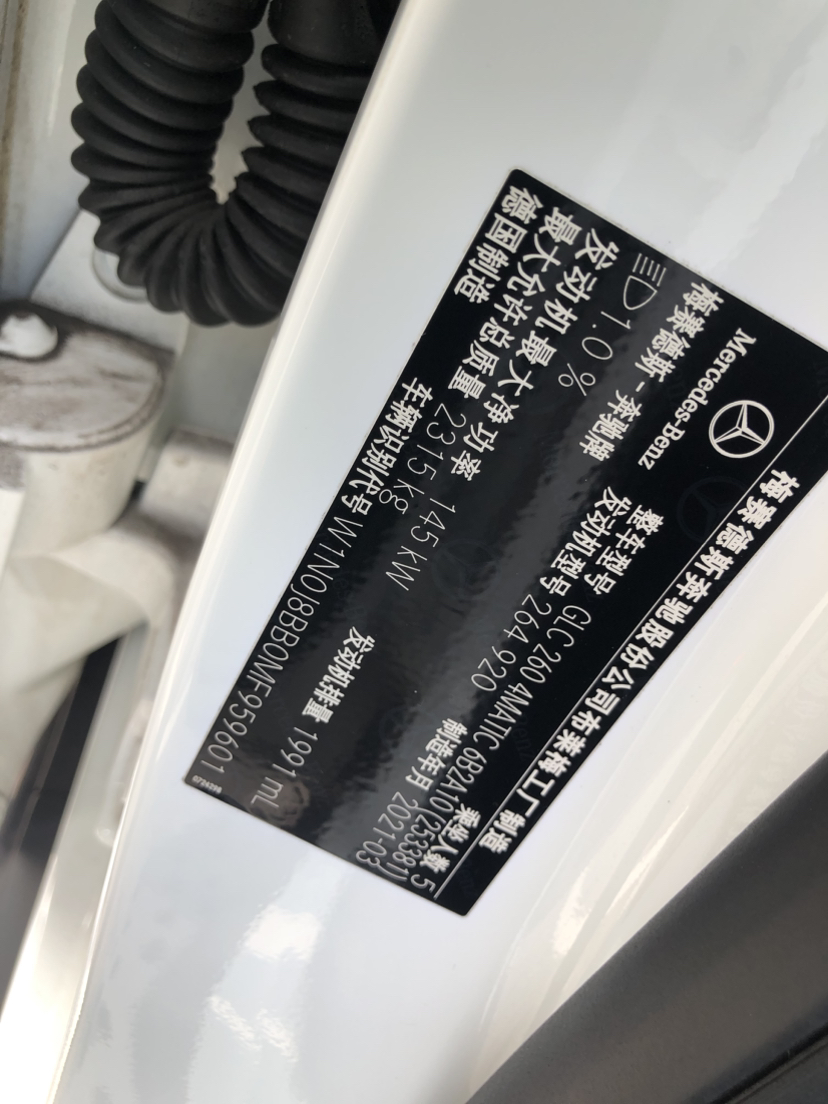 梅赛德斯奔驰股份公司布莱梅工厂制造
Mercedes-Benz
梅赛德斯-奔驰牌 整车型号 GLC 260 4MATIC 6B2A10(253381) 乘坐人数 5
1.0% 发动机型号 264 920 制造年月 2021-03
发动机最大净功率 145 kW 发动机排量 1991 mL
最大允许总质量 2315 kg
德国制造 车辆识别代号 W1N0J8BB0MF959601